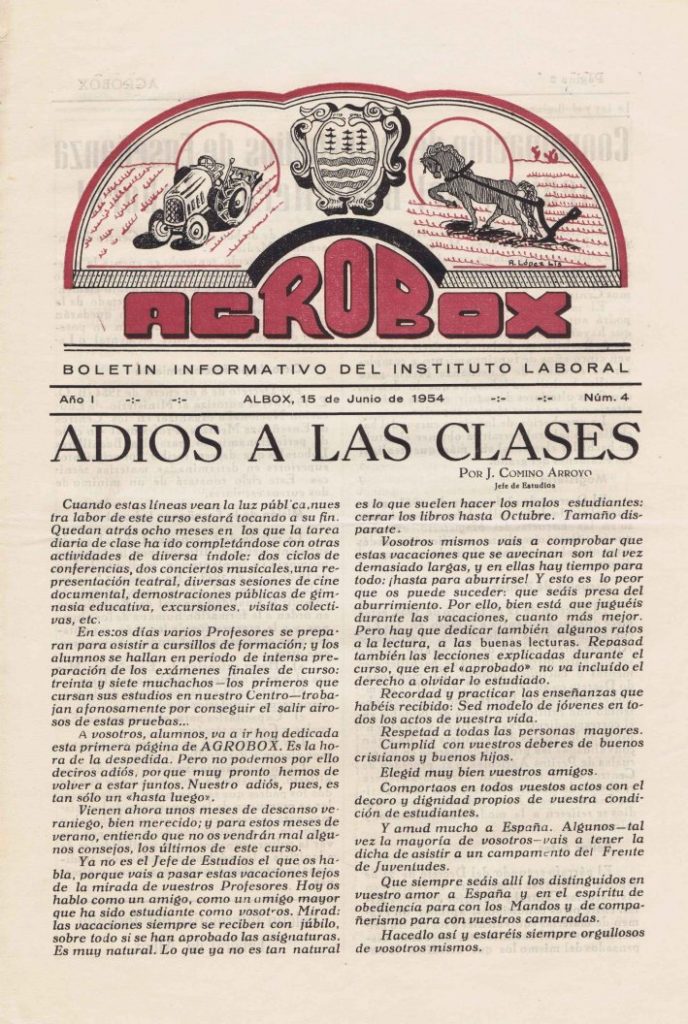 R. López Lla
AGROBOX
BOLETIN INFORMATIVO DEL INSTITUTO LABORAL
Año I -:- -:- ALBOX, 15 de Junio de 1954 -:- -:- Núm. 4
ADIOS A LAS CLASES
POR J. COMINO ARROYO
Jefe de Estudios
Cuando estas líneas vean la luz pública,nues
tra labor de este curso estará tocando a su fin.
Quedan atrás ocho meses en los que la tarea
diaria de clase ha ido completándose con otras
actividades de diversa índole: dos ciclos de
conferencias, dos conciertos musicales,una re-
presentación teatral, diversas sesiones de cine
documental, demostraciones públicas de gim-
nasia educativa, excursiones, visitas colecti-
vas, etc.
En estos días varios Profesores se prepa-
ran para asistir a cursillos de formación; y los
alumnos se hallan en periodo de intensa pre-
paración de los exámenes finales de curso:
treinta y siete muchachos—los primeros que
cursan sus estudios en nuestro Centro—traba-
jan afanosamente por conseguir el salir airo-
sos de estas pruebas...
A vosotros, alumnos, va a ir hoy dedicada
esta primera página de AGROBOX. Es la ho-
ra de la despedida. Pero no podemos por ello
deciros adiós, porque muy pronto hemos de
volver a estar juntos. Nuestro adiós, pues, es
tan sólo un «hasta luego».
Vienen ahora unos meses de descanso ve-
raniego, bien merecido; y para estos meses de
verano, entiendo que no os vendrán mal algu-
nos consejos, los últimos de este curso.
Ya no es el Jefe de Estudios el que os ha-
bla, porque vais a pasar estas vacaciones lejos
de la mirada de vuestros Profesores Hoy os
hablo como un amigo, como un amigo mayor
que ha sido estudiante como vosotros. Mirad:
las vacaciones siempre se reciben con júbilo,
sobre todo si se han aprobado las asignaturas.
Es muy natural. Lo que ya no es tan natural
es lo que suelen hacer los malos estudiantes:
cerrar los libros hasta Octubre. Tamaño dis-
parate.
Vosotros mismos vais a comprobar que
estas vacaciones que se avecinan son tal vez
demasiado largas, y en ellas hay tiempo para
todo: ¡hasta para aburrirse! Y esto es lo peor
que os puede suceder: que seáis presa del
aburrimiento. Por ello, bien está que juguéis
durante las vacaciones, cuanto más mejor.
Pero hay que dedicar también algunos ratos
a la lectura, a las buenas lecturas. Repasad
también las lecciones explicadas durante el
curso, que en el «aprobado» no va incluído el
derecho a olvidar lo estudiado.
Recordad y practicar las enseñanzas que
habéis recibido: Sed modelo de jóvenes en to-
dos los actos de vuestra vida.
Respetad a todas las personas mayores.
Cumplid con vuestros deberes de buenos
cristianos y buenos hijos.
Elegid muy bien vuestros amigos.
Comportaos en todos vuestos actos con el
decoro y dignidad propios de vuestra condi-
ción de estudiantes.
Y amad mucho a España. Algunos—tal
vez la mayoría de vosotros—vais a tener la
dicha de asistir a un campamento del Frente
de Juventudes.
Que siempre seáis allí los distinguidos en
vuestro amor a España y en el espíritu de
obediencia para con los Mandos y de compa-
ñerismo para con vuestros camaradas.
Hacedlo así y estaréis siempre orgullosos
de vosotros mismos.